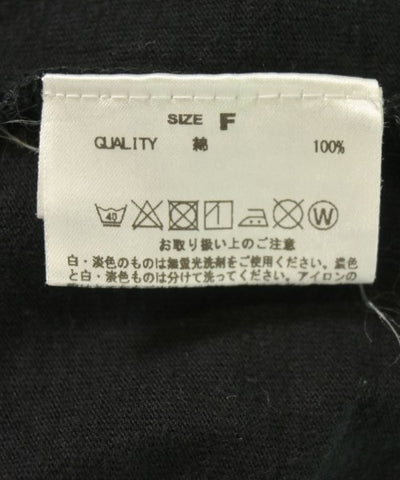 SIZE F
QUALITY 綿 100%
40 W
お取り扱い上のご注意
白・淡色のものは無蛍光洗剤をご使用ください。濃色
と白・淡色ものは分けて洗ってください。アイロンの